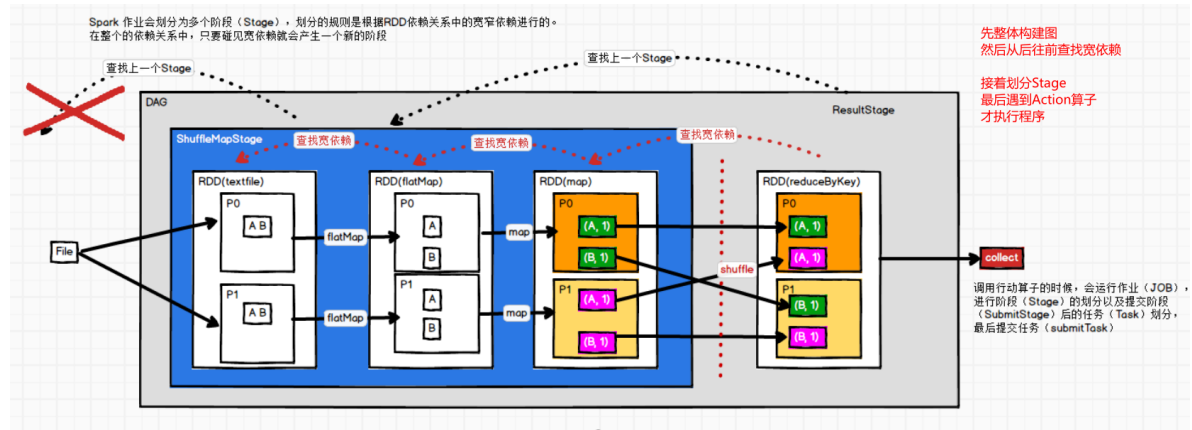 Spark 作业会划分为多个阶段（Stage），划分的规则是根据RDD依赖关系中的宽窄依赖进行的。
在整个的依赖关系中，只要碰见宽依赖就会产生一个新的阶段
先整体构建图
然后从后往前查找宽依赖
接着划分Stage
最后遇到Action算子
才执行程序
查找上一个Stage
查找上一个Stage
DAG
ResultStage
ShuffleMapStage
查找宽依赖
查找宽依赖
查找宽依赖
RDD(textfile)
RDD(flatMap)
RDD(map)
RDD(reduceByKey)
File
P0
A B
P1
A B
flatMap
flatMap
P0
A
B
P1
A
B
map
map
P0
(A, 1)
(B, 1)
P1
(A, 1)
(B, 1)
shuffle
P0
(A, 1)
(A, 1)
P1
(B, 1)
(B, 1)
collect
调用行动算子的时候，会运行作业（JOB），
进行阶段（Stage）的划分以及提交阶段
（SubmitStage）后的任务（Task）划分，
最后提交任务（submitTask）